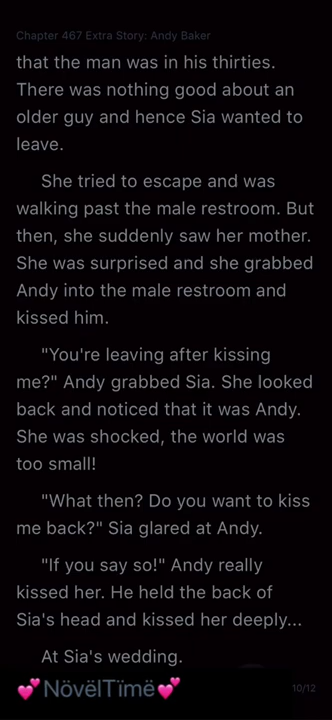 Chapter 467 Extra Story: Andy Baker
that the man was in his thirties.
There was nothing good about an
older guy and hence Sia wanted to
leave.
She tried to escape and was
walking past the male restroom. But
then, she suddenly saw her mother.
She was surprised and she grabbed
Andy into the male restroom and
kissed him.
"You're leaving after kissing
me?" Andy grabbed Sia. She looked
back and noticed that it was Andy.
She was shocked, the world was
too small!
"What then? Do you want to kiss
me back?" Sia glared at Andy.
"If you say so!" Andy really
kissed her. He held the back of
Sia's head and kissed her deeply...
At Sia's wedding.
💕NövëlTïmë💕
10/12